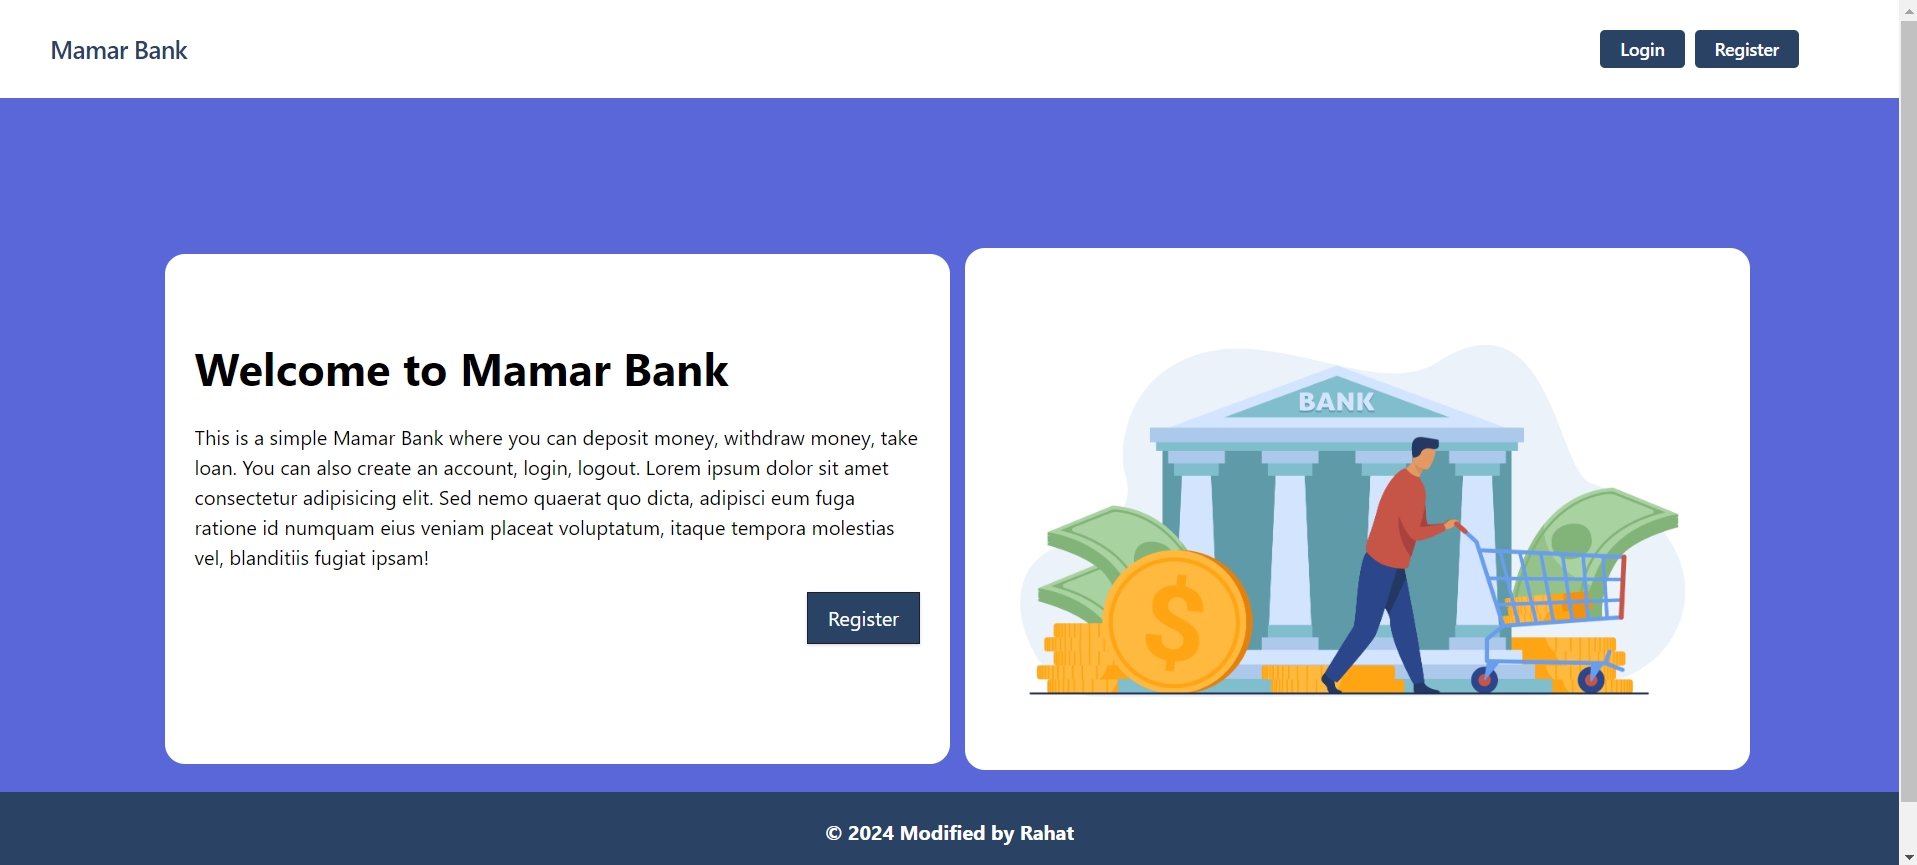 Mamar Bank
Login
Register
Welcome to Mamar Bank
This is a simple Mamar Bank where you can deposit money, withdraw money, take
loan. You can also create an account, login, logout. Lorem ipsum dolor sit amet
consectetur adipisicing elit. Sed nemo quaerat quo dicta, adipisci eum fuga
ratione id numquam eius veniam placeat voluptatum, itaque tempora molestias
vel, blanditiis fugiat ipsam!
Register
BANK
$
© 2024 Modified by Rahat